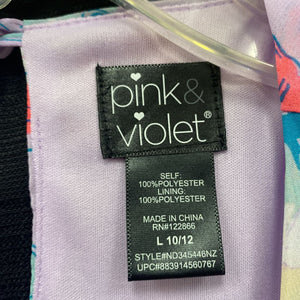 pink &
violet®
SELF:
100%POLYESTER
LINING:
100%POLYESTER
MADE IN CHINA
RN#122866
L 10/12
STYLE#ND345446NZ
UPC#883914560767